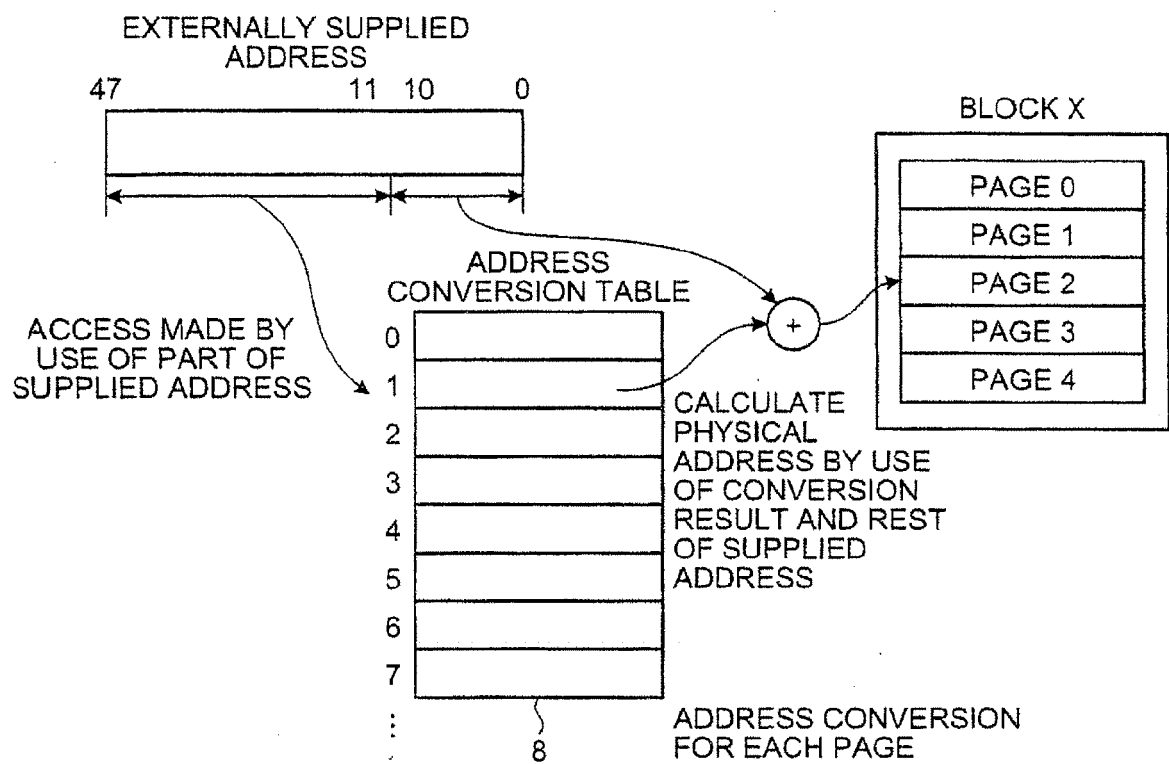 EXTERNALLY SUPPLIED
ADDRESS
47 11 10 0
BLOCK X
PAGE 0
PAGE 1
PAGE 2
PAGE 3
PAGE 4
ADDRESS
CONVERSION TABLE
+
ACCESS MADE BY
USE OF PART OF
SUPPLIED ADDRESS
0
1
2
3
4
5
6
7
CALCULATE
PHYSICAL
ADDRESS BY USE
OF CONVERSION
RESULT AND REST
OF SUPPLIED
ADDRESS
8
ADDRESS CONVERSION
FOR EACH PAGE